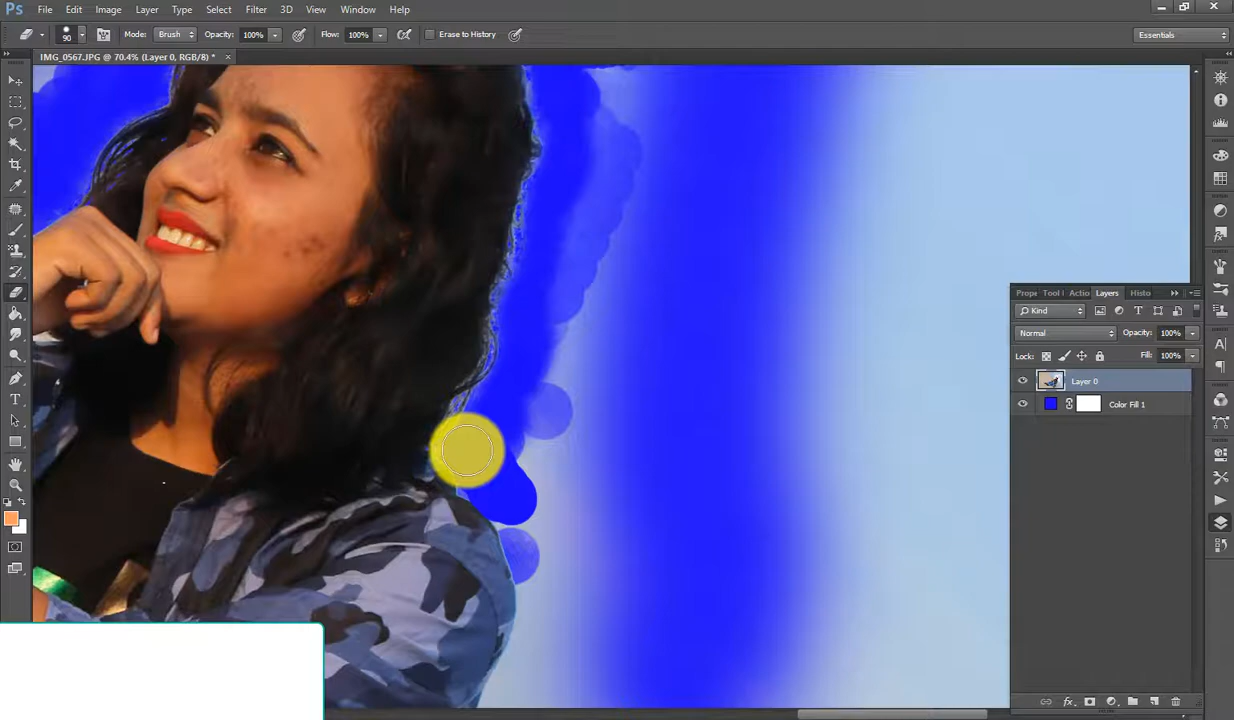 Ps File Edit Image Layer Type Select Filter 3D View Window Help
90 Mode: Brush Opacity: 100% Flow: 100% Erase to History Essentials
IMG_0567.JPG @ 70.4% (Layer 0, RGB/8) *
Prope Tool Actio Layers Histo
Kind
Normal Opacity: 100%
Lock: Fill: 100%
Layer 0
Color Fill 1